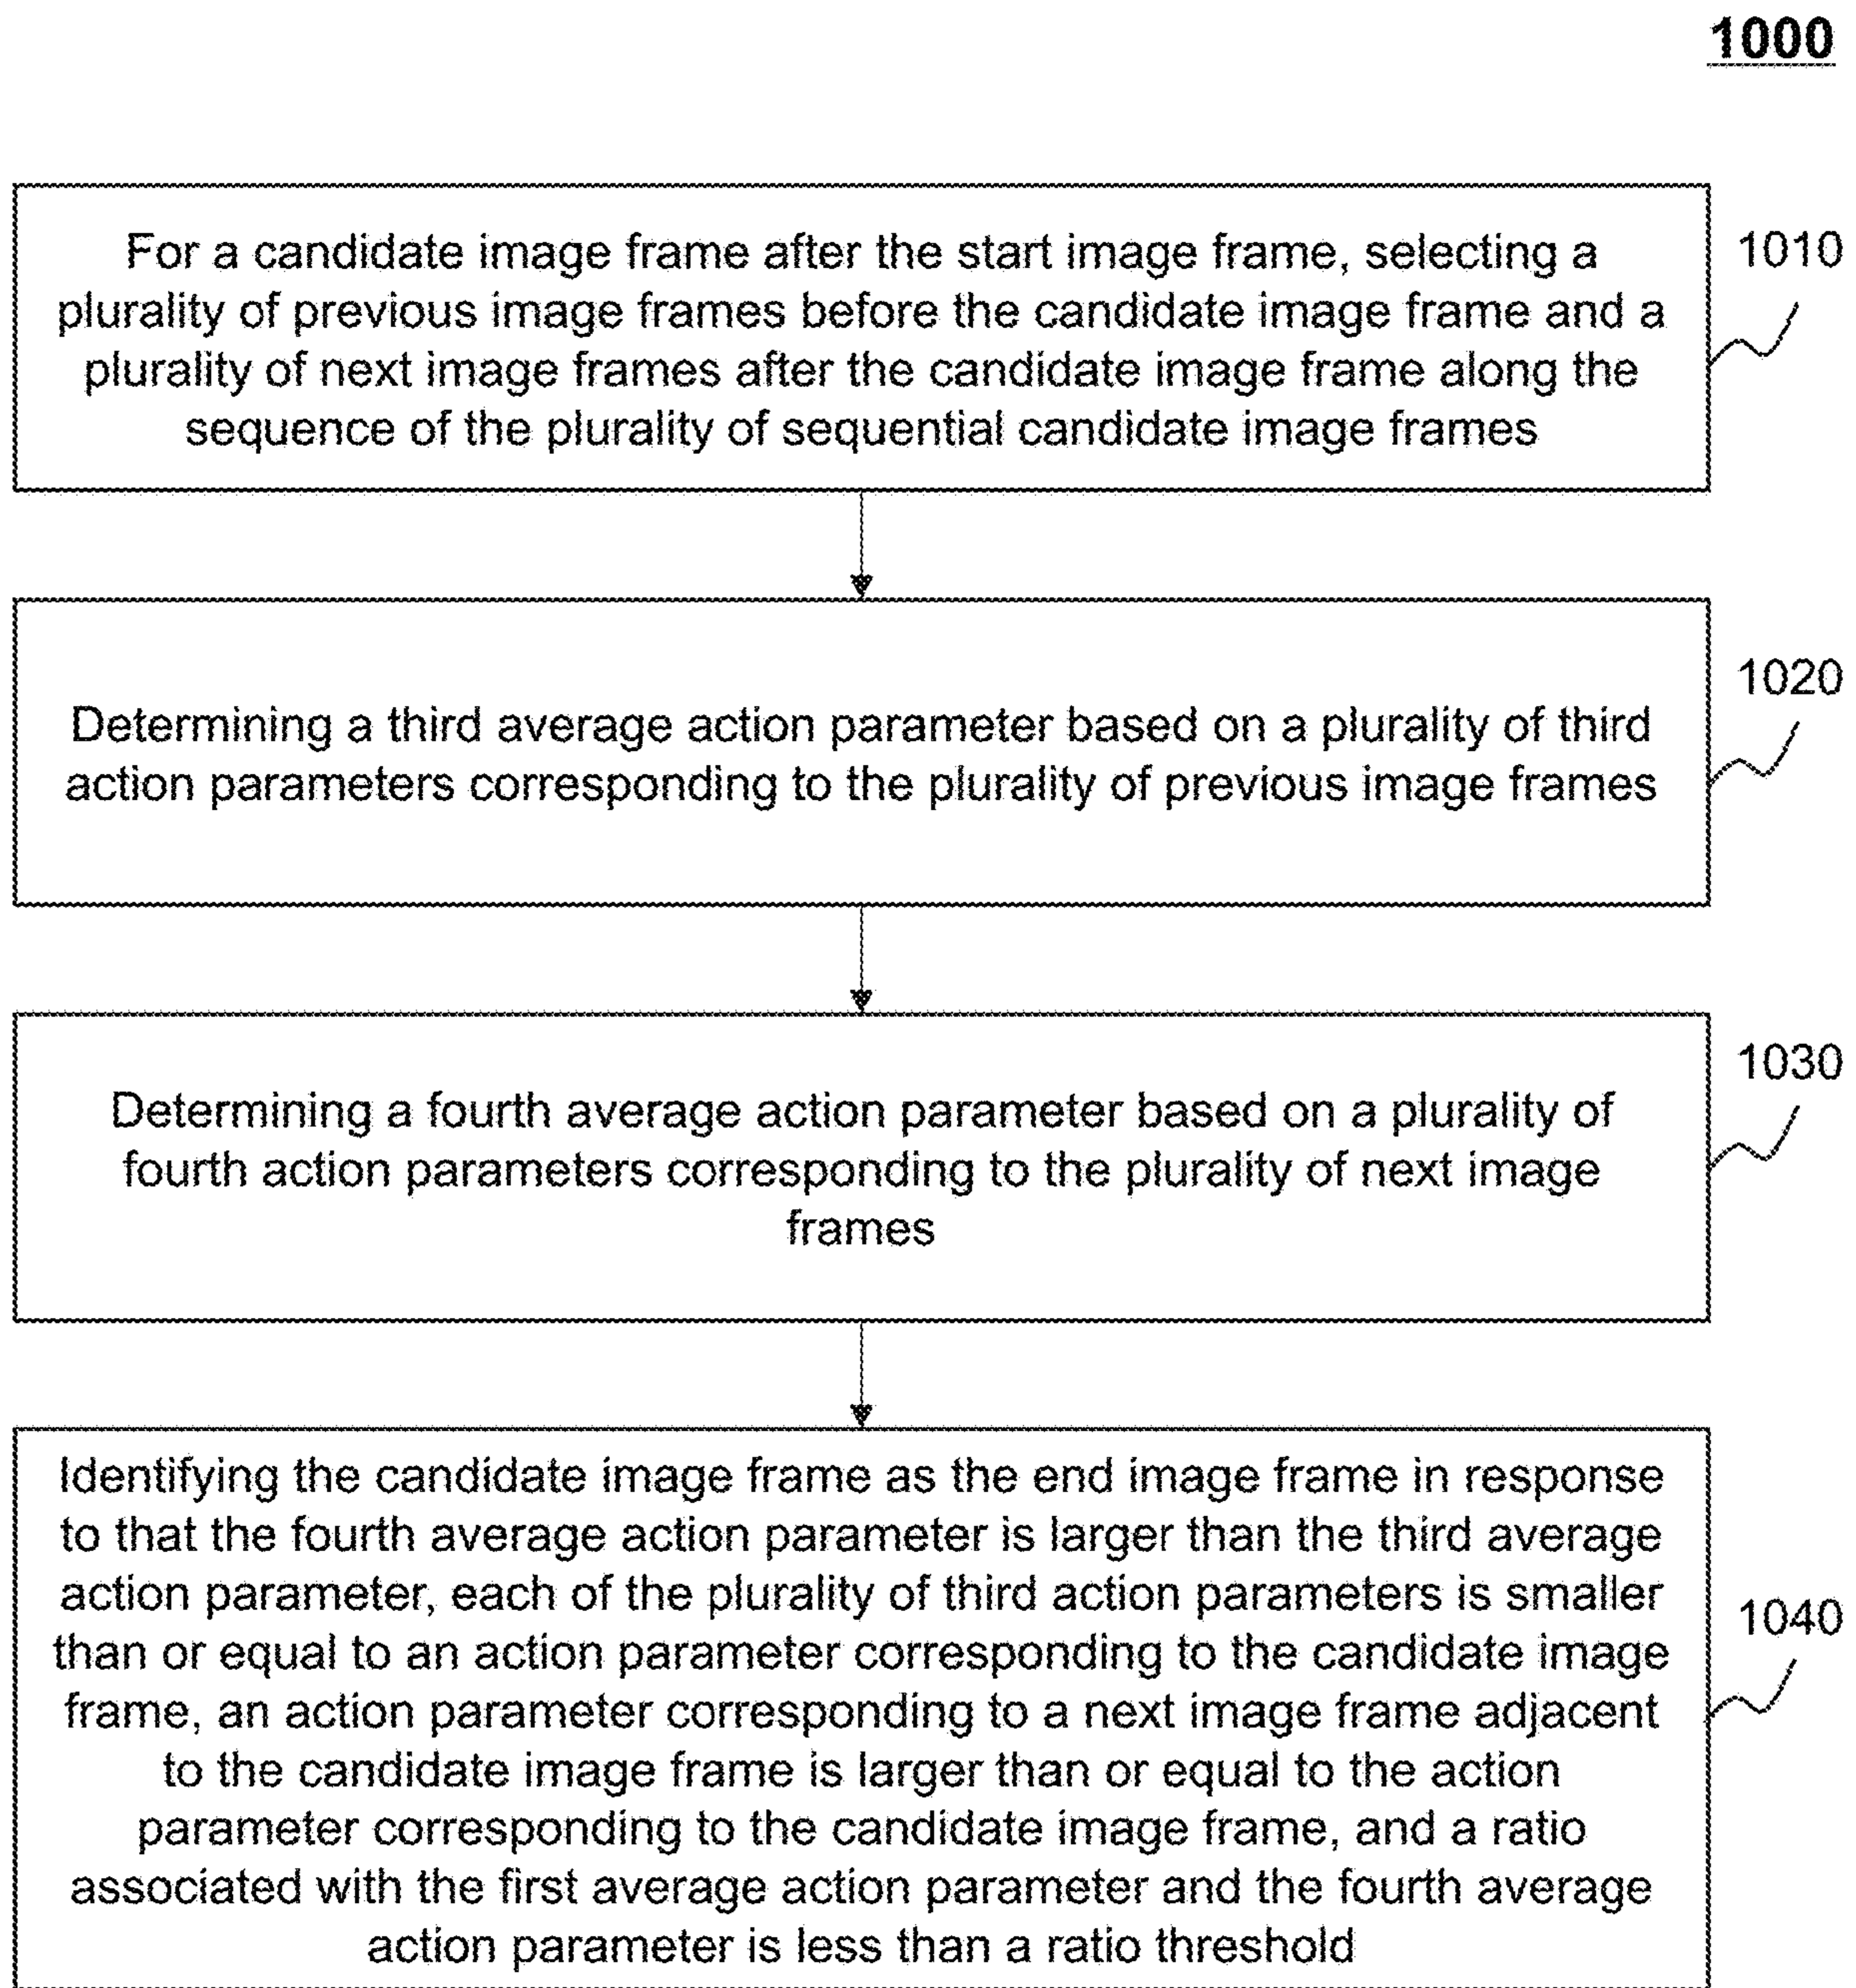 1000
For a candidate image frame after the start image frame, selecting a
plurality of previous image frames before the candidate image frame and a
plurality of next image frames after the candidate image frame along the
sequence of the plurality of sequential candidate image frames
1010
Determining a third average action parameter based on a plurality of third
action parameters corresponding to the plurality of previous image frames
1020
Determining a fourth average action parameter based on a plurality of
fourth action parameters corresponding to the plurality of next image
frames
1030
Identifying the candidate image frame as the end image frame in response
to that the fourth average action parameter is larger than the third average
action parameter, each of the plurality of third action parameters is smaller
than or equal to an action parameter corresponding to the candidate image
frame, an action parameter corresponding to a next image frame adjacent
to the candidate image frame is larger than or equal to the action
parameter corresponding to the candidate image frame, and a ratio
associated with the first average action parameter and the fourth average
action parameter is less than a ratio threshold
1040